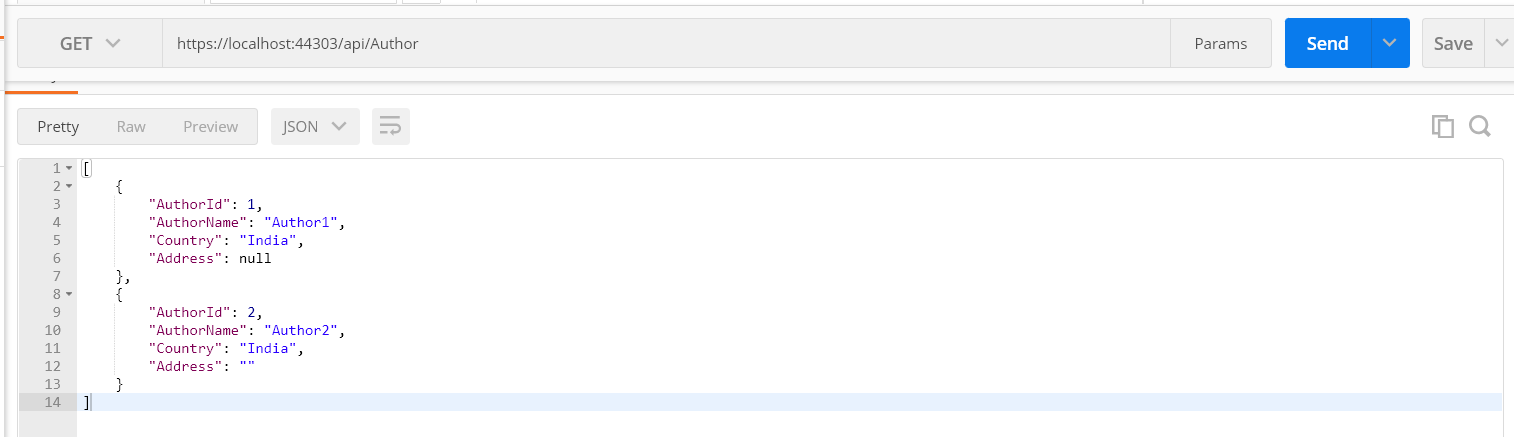 GET https://localhost:44303/api/Author Params Send Save
Pretty Raw Preview JSON
1 [
2 {
3 "AuthorId": 1,
4 "AuthorName": "Author1",
5 "Country": "India",
6 "Address": null
7 },
8 {
9 "AuthorId": 2,
10 "AuthorName": "Author2",
11 "Country": "India",
12 "Address": ""
13 }
14 ]